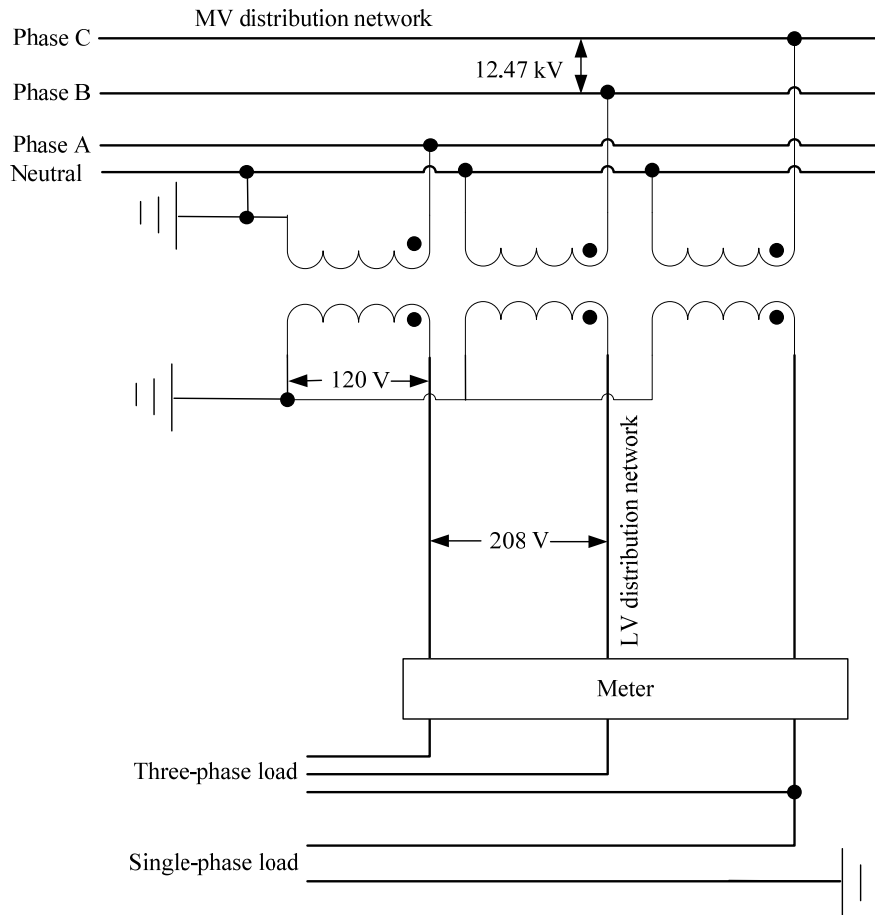 MV distribution network
Phase C
12.47 kV
Phase B
Phase A
Neutral
120 V
208 V
LV distribution network
Meter
Three-phase load
Single-phase load